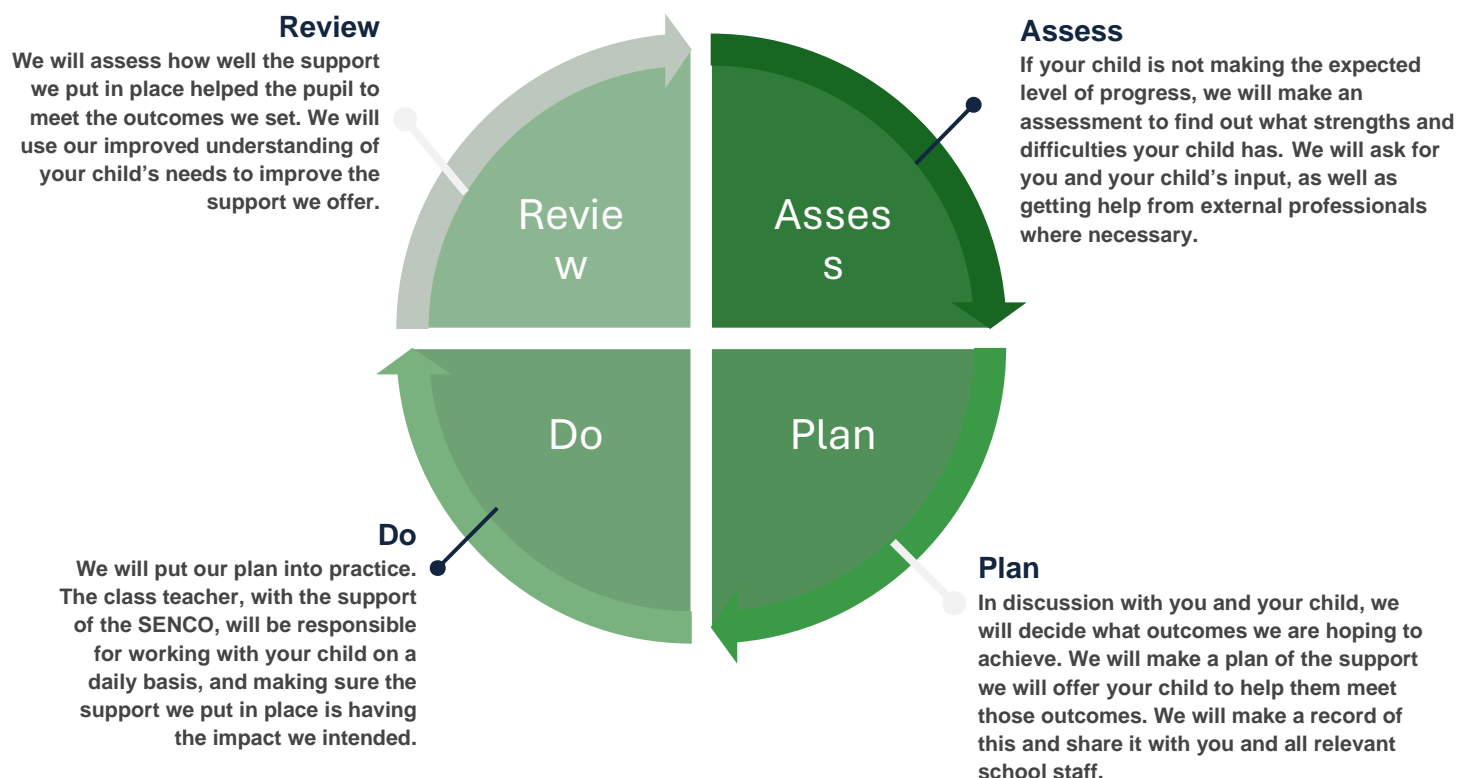 Review
We will assess how well the support
we put in place helped the pupil to
meet the outcomes we set. We will
use our improved understanding of
your child’s needs to improve the
support we offer.
Assess
If your child is not making the expected
level of progress, we will make an
assessment to find out what strengths and
difficulties your child has. We will ask for
you and your child’s input, as well as
getting help from external professionals
where necessary.
Revie
w
Asses
s
Do
Plan
Do
We will put our plan into practice.
The class teacher, with the support
of the SENCO, will be responsible
for working with your child on a
daily basis, and making sure the
support we put in place is having
the impact we intended.
Plan
In discussion with you and your child, we
will decide what outcomes we are hoping to
achieve. We will make a plan of the support
we will offer your child to help them meet
those outcomes. We will make a record of
this and share it with you and all relevant
school staff.